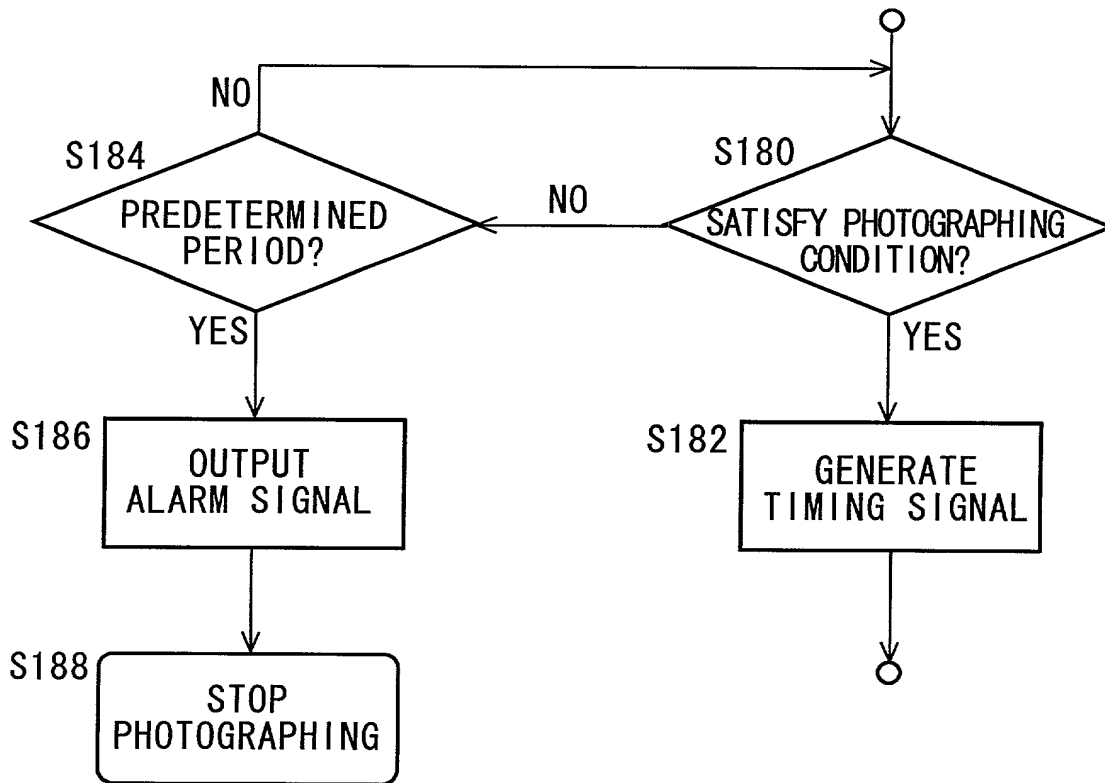 NO
S184
PREDETERMINED
PERIOD?
YES
S186
OUTPUT
ALARM SIGNAL
S188
STOP
PHOTOGRAPHING
NO
S180
SATISFY PHOTOGRAPHING
CONDITION?
YES
S182
GENERATE
TIMING SIGNAL